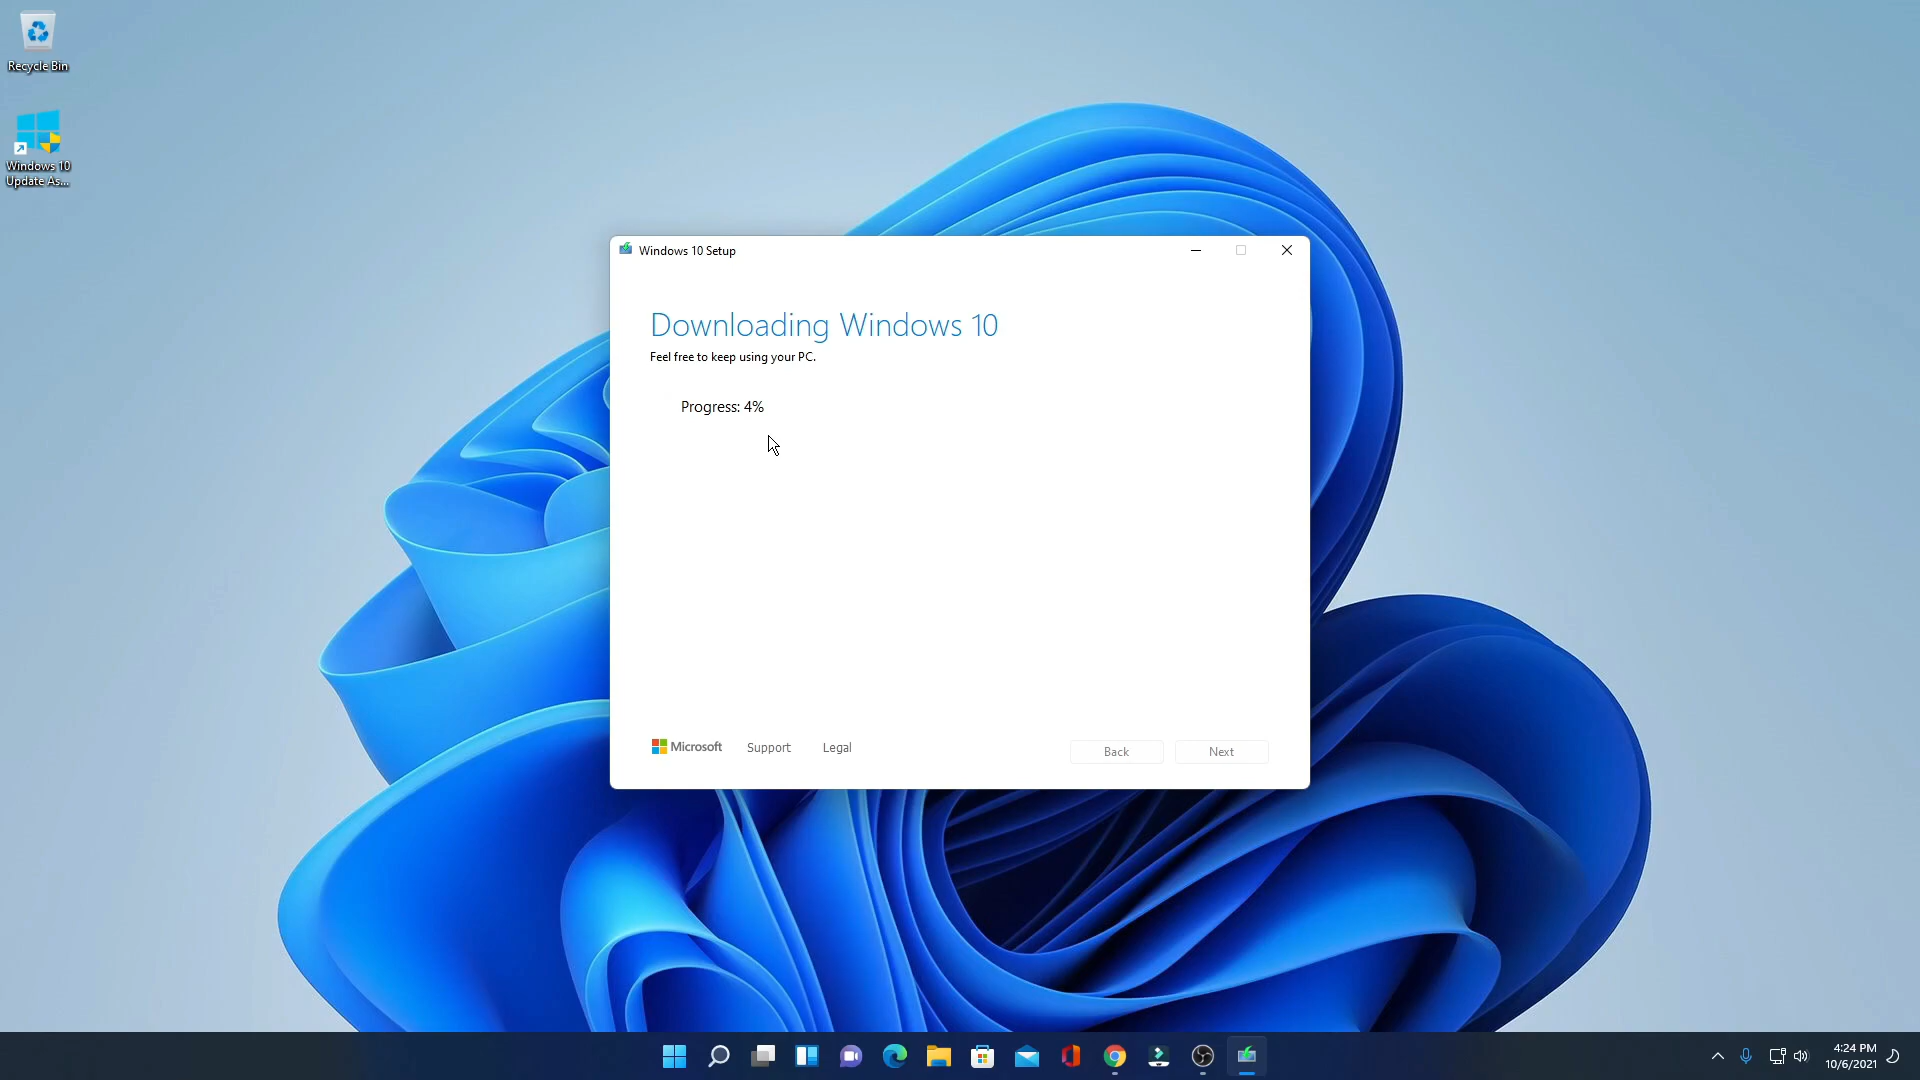 Recycle Bin
Windows 10
Update As...
Windows 10 Setup
Downloading Windows 10
Feel free to keep using your PC.
Progress: 4%
Microsoft
Support
Legal
Back
Next
4:24 PM
10/6/2021